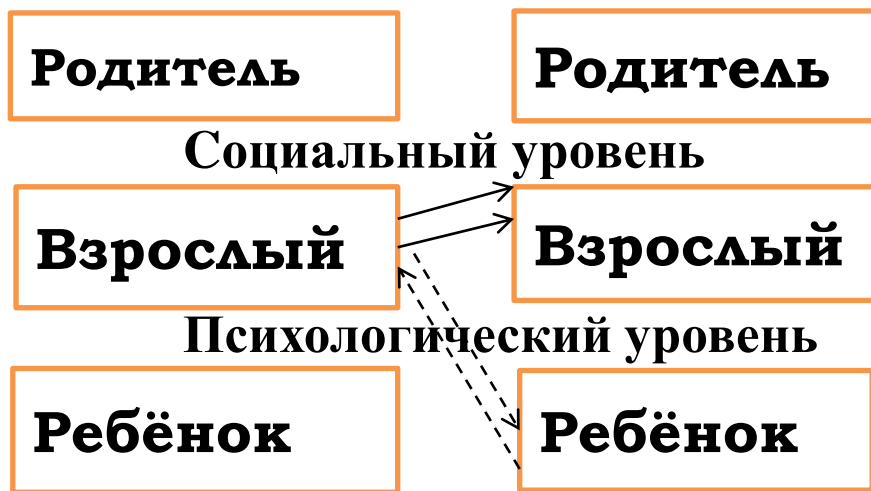 Родитель Родитель
Социальный уровень
Взрослый Взрослый
Психологический уровень
Ребёнок Ребёнок